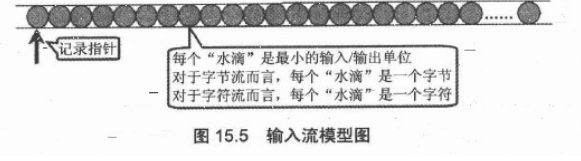 记录指针
每个“水滴”是最小的输入/输出单位
对于字节流而言，每个“水滴”是一个字节
对于字符流而言，每个“水滴”是一个字符
图 15.5 输入流模型图